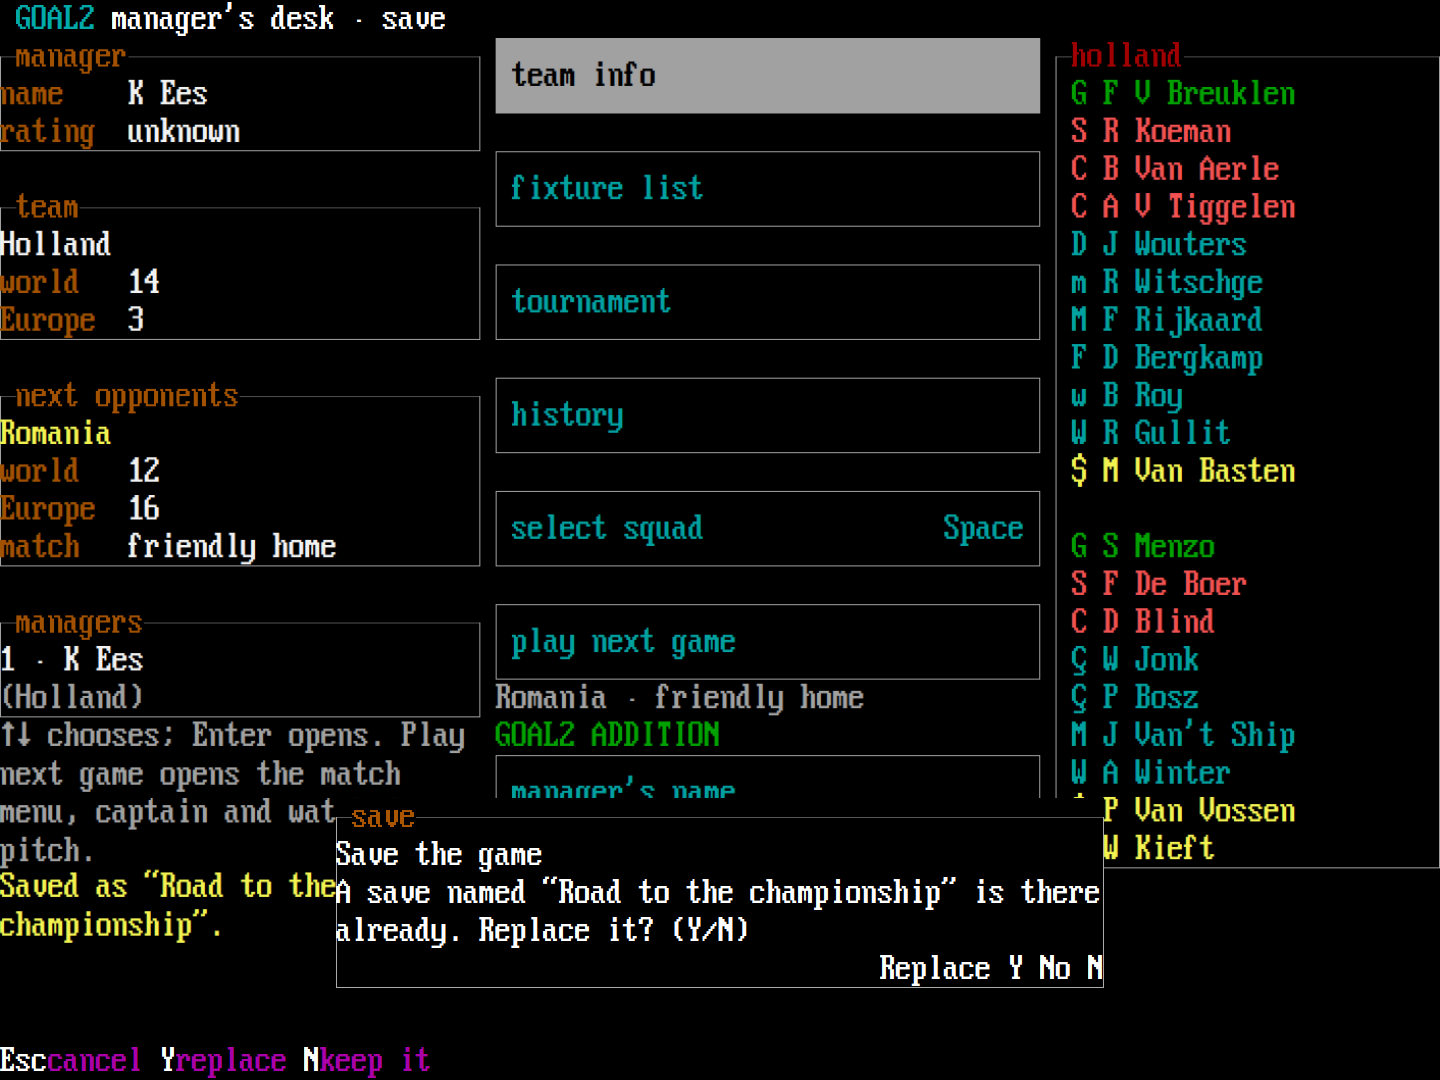 GOAL2 manager's desk · save
manager
name K Ees
rating unknown
team
Holland
world 14
Europe 3
next opponents
Romania
world 12
Europe 16
match friendly home
managers
1 · K Ees
(Holland)
↑↓ chooses; Enter opens. Play
next game opens the match
menu, captain and wat
pitch.
Saved as “Road to the
championship”.
team info
fixture list
tournament
history
select squad Space
play next game
Romania · friendly home
GOAL2 ADDITION
manager's name
holland
G F V Breuklen
S R Koeman
C B Van Aerle
C A V Tiggelen
D J Wouters
m R Witschge
M F Rijkaard
F D Bergkamp
w B Roy
W R Gullit
$ M Van Basten
G S Menzo
S F De Boer
C D Blind
Ç W Jonk
Ç P Bosz
M J Van't Ship
W A Winter
P Van Vossen
W Kieft
save
Save the game
A save named “Road to the championship” is there
already. Replace it? (Y/N)
Replace Y No N
Esccancel Yreplace Nkeep it